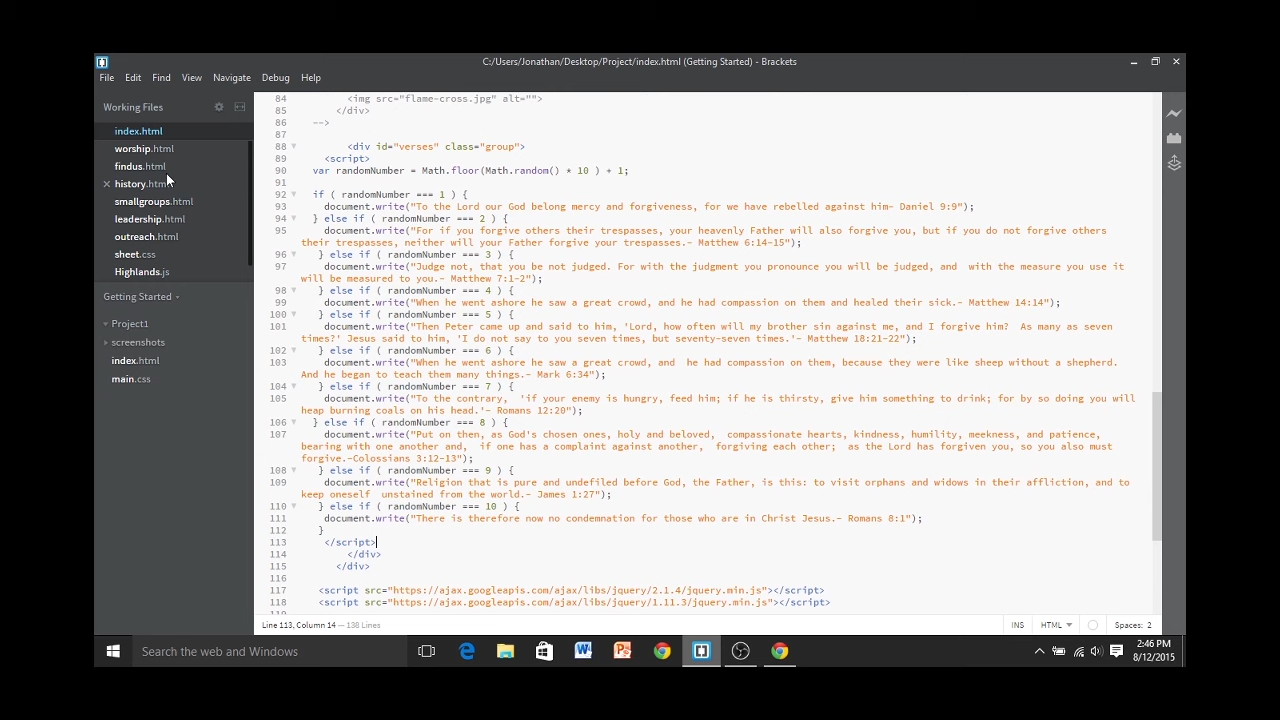 C:/Users/Jonathan/Desktop/Project/index.html (Getting Started) - Brackets
File Edit Find View Navigate Debug Help
Working Files
index.html
worship.html
findus.html
history.html
smallgroups.html
leadership.html
outreach.html
sheet.css
Highlands.js
Getting Started
Project1
screenshots
index.html
main.css
84 <img src="flame-cross.jpg" alt="">
85 </div>
86 -->
87
88 <div id="verses" class="group">
89 <script>
90 var randomNumber = Math.floor(Math.random() * 10 ) + 1;
91
92 if ( randomNumber === 1 ) {
93 document.write("To the Lord our God belong mercy and forgiveness, for we have rebelled against him- Daniel 9:9");
94 } else if ( randomNumber === 2 ) {
95 document.write("For if you forgive others their trespasses, your heavenly Father will also forgive you, but if you do not forgive others
their trespasses, neither will your Father forgive your trespasses.- Matthew 6:14-15");
96 } else if ( randomNumber === 3 ) {
97 document.write("Judge not, that you be not judged. For with the judgment you pronounce you will be judged, and  with the measure you use it
will be measured to you.- Matthew 7:1-2");
98 } else if ( randomNumber === 4 ) {
99 document.write("When he went ashore he saw a great crowd, and he had compassion on them and healed their sick.- Matthew 14:14");
100 } else if ( randomNumber === 5 ) {
101 document.write("Then Peter came up and said to him, 'Lord, how often will my brother sin against me, and I forgive him?  As many as seven
times?' Jesus said to him, 'I do not say to you seven times, but seventy-seven times.'- Matthew 18:21-22");
102 } else if ( randomNumber === 6 ) {
103 document.write("When he went ashore he saw a great crowd, and  he had compassion on them, because they were like sheep without a shepherd.
And he began to teach them many things.- Mark 6:34");
104 } else if ( randomNumber === 7 ) {
105 document.write("To the contrary,  'if your enemy is hungry, feed him; if he is thirsty, give him something to drink; for by so doing you will
heap burning coals on his head.'- Romans 12:20");
106 } else if ( randomNumber === 8 ) {
107 document.write("Put on then, as God's chosen ones, holy and beloved,  compassionate hearts, kindness, humility, meekness, and patience,
bearing with one another and,  if one has a complaint against another,  forgiving each other;  as the Lord has forgiven you, so you also must
forgive.-Colossians 3:12-13");
108 } else if ( randomNumber === 9 ) {
109 document.write("Religion that is pure and undefiled before God, the Father, is this: to visit orphans and widows in their affliction, and to
keep oneself  unstained from the world.- James 1:27");
110 } else if ( randomNumber === 10 ) {
111 document.write("There is therefore now no condemnation for those who are in Christ Jesus.- Romans 8:1");
112 }
113 </script>
114 </div>
115 </div>
116
117 <script src="https://ajax.googleapis.com/ajax/libs/jquery/2.1.4/jquery.min.js"></script>
118 <script src="https://ajax.googleapis.com/ajax/libs/jquery/1.11.3/jquery.min.js"></script>
Line 113, Column 14 — 138 Lines
INS HTML Spaces: 2
Search the web and Windows
2:46 PM
8/12/2015